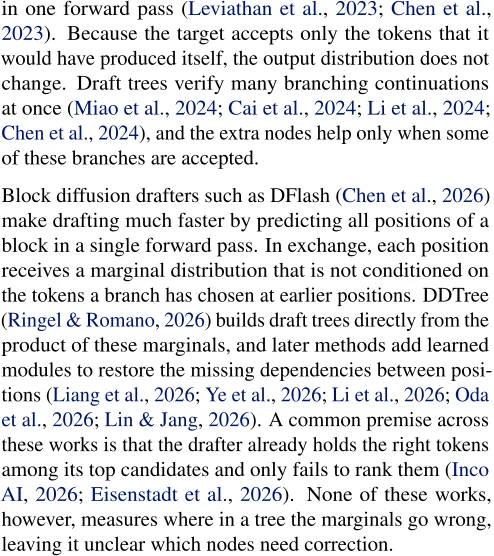 in one forward pass (Leviathan et al., 2023; Chen et al.,
2023). Because the target accepts only the tokens that it
would have produced itself, the output distribution does not
change. Draft trees verify many branching continuations
at once (Miao et al., 2024; Cai et al., 2024; Li et al., 2024;
Chen et al., 2024), and the extra nodes help only when some
of these branches are accepted.
Block diffusion drafters such as DFlash (Chen et al., 2026)
make drafting much faster by predicting all positions of a
block in a single forward pass. In exchange, each position
receives a marginal distribution that is not conditioned on
the tokens a branch has chosen at earlier positions. DDTree
(Ringel & Romano, 2026) builds draft trees directly from the
product of these marginals, and later methods add learned
modules to restore the missing dependencies between posi-
tions (Liang et al., 2026; Ye et al., 2026; Li et al., 2026; Oda
et al., 2026; Lin & Jang, 2026). A common premise across
these works is that the drafter already holds the right tokens
among its top candidates and only fails to rank them (Inco
AI, 2026; Eisenstadt et al., 2026). None of these works,
however, measures where in a tree the marginals go wrong,
leaving it unclear which nodes need correction.